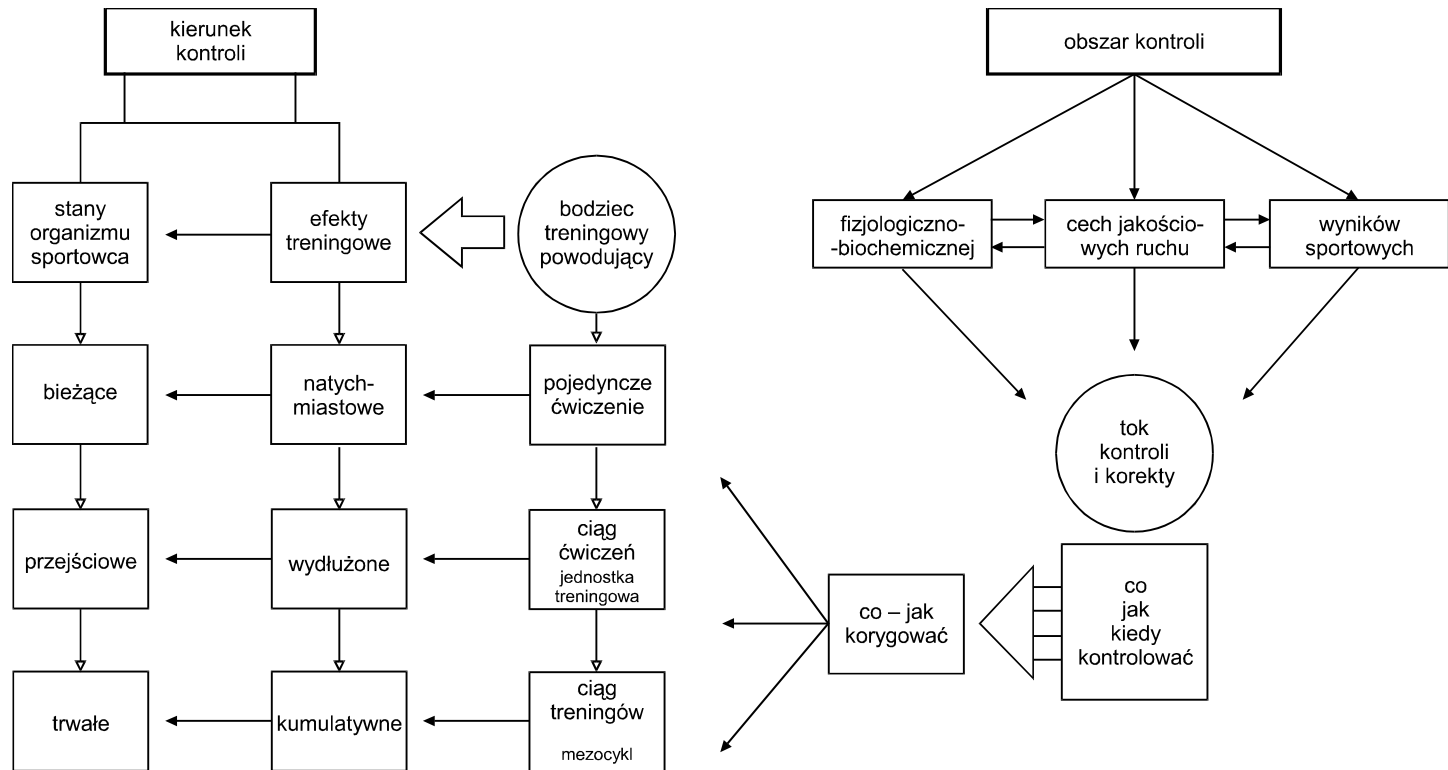 kierunek
kontroli
obszar kontroli
stany
organizmu
sportowca
efekty
treningowe
bodziec
treningowy
powodujący
fizjologiczno-
-biochemicznej
cech jakościo-
wych ruchu
wyników
sportowych
bieżące
natych-
miastowe
pojedyncze
ćwiczenie
tok
kontroli
i korekty
przejściowe
wydłużone
ciąg
ćwiczeń
jednostka
treningowa
co – jak
korygować
co
jak
kiedy
kontrolować
trwałe
kumulatywne
ciąg
treningów
mezocykl